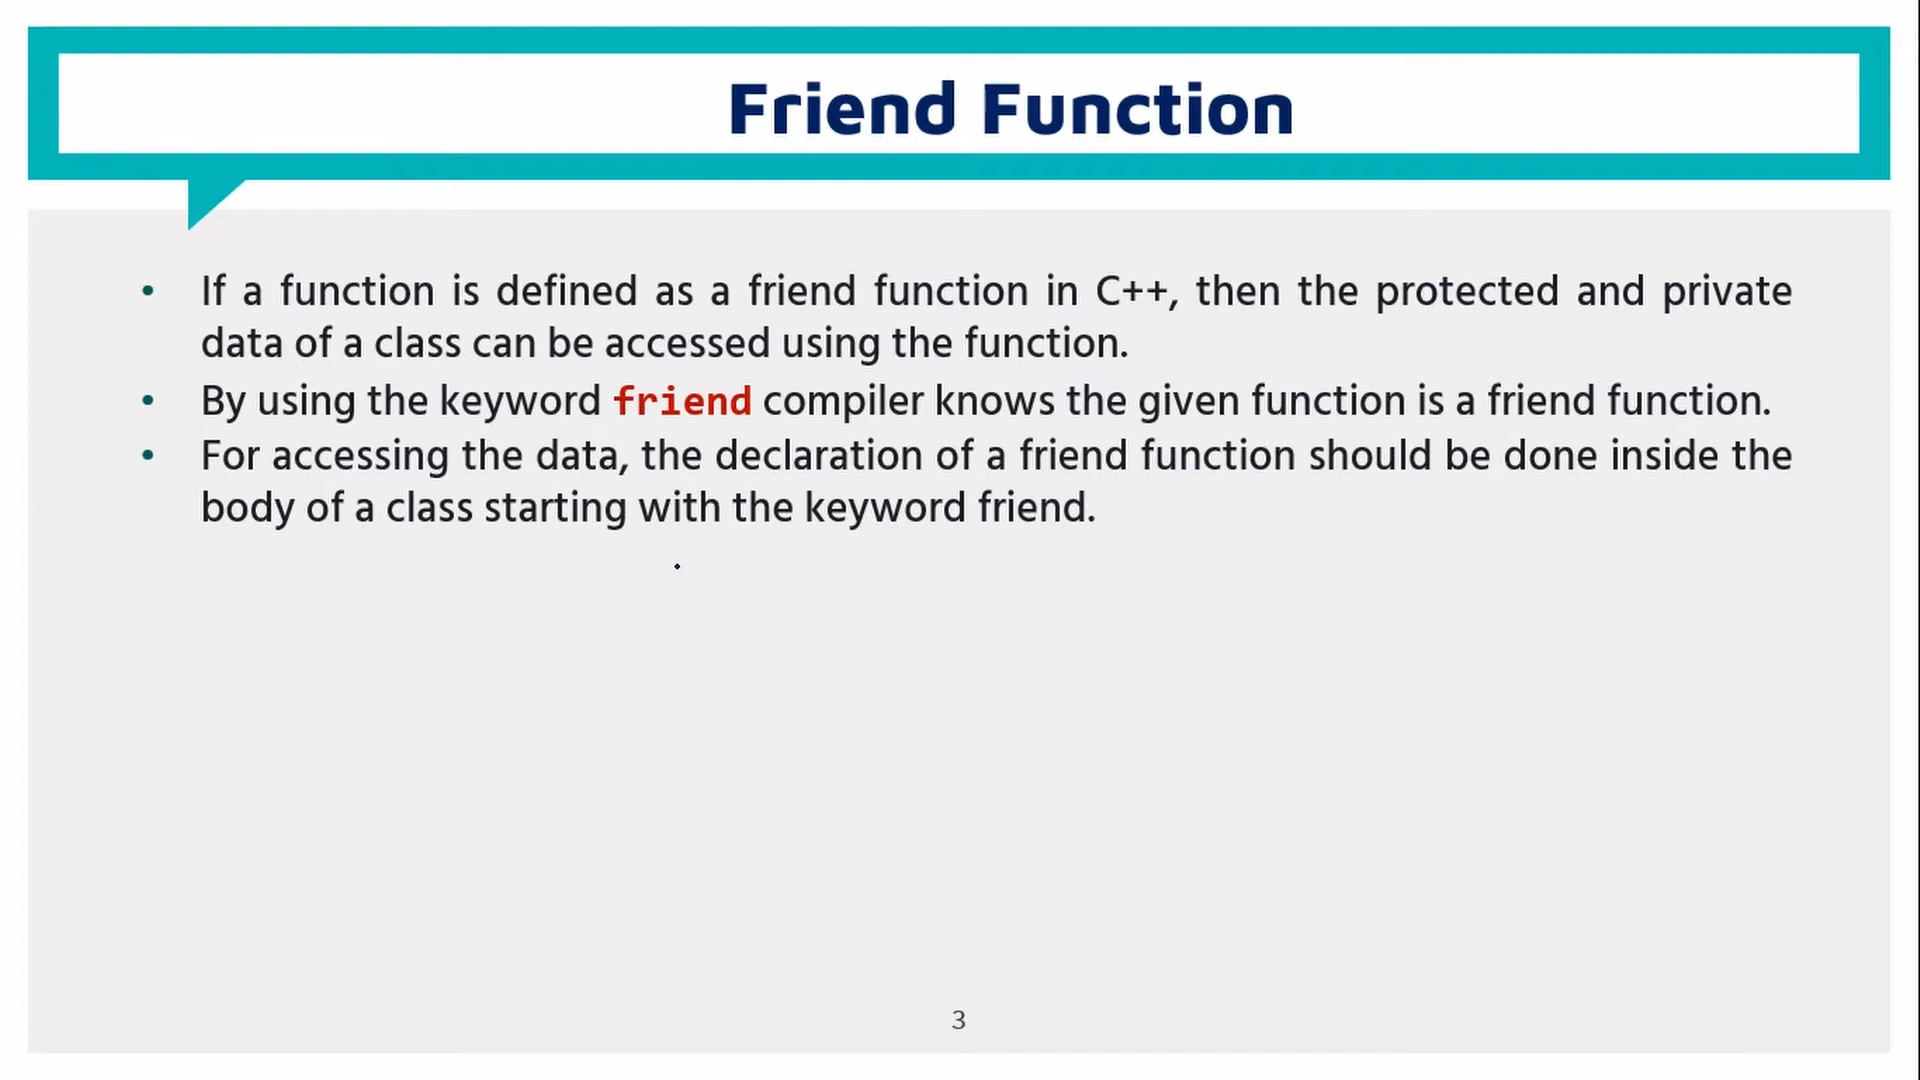 Friend Function
• If a function is defined as a friend function in C++, then the protected and private
data of a class can be accessed using the function.
• By using the keyword friend compiler knows the given function is a friend function.
• For accessing the data, the declaration of a friend function should be done inside the
body of a class starting with the keyword friend.
3